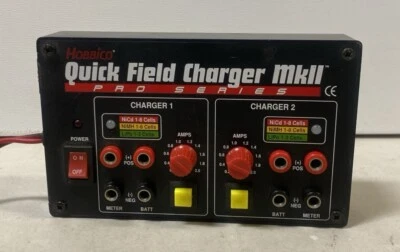 Hobbico
Quick Field Charger MkII™
PRO SERIES
CE
CHARGER 1
CHARGER 2
NiCd 1-8 Cells
NiMH 1-8 Cells
NiCd 1-8 Cells
NiMH 1-8 Cells
POWER
AMPS
AMPS
ON
OFF
(+)
POS
(+)
POS
(-)
NEG
(-)
NEG
METER
BATT
BATT
METER